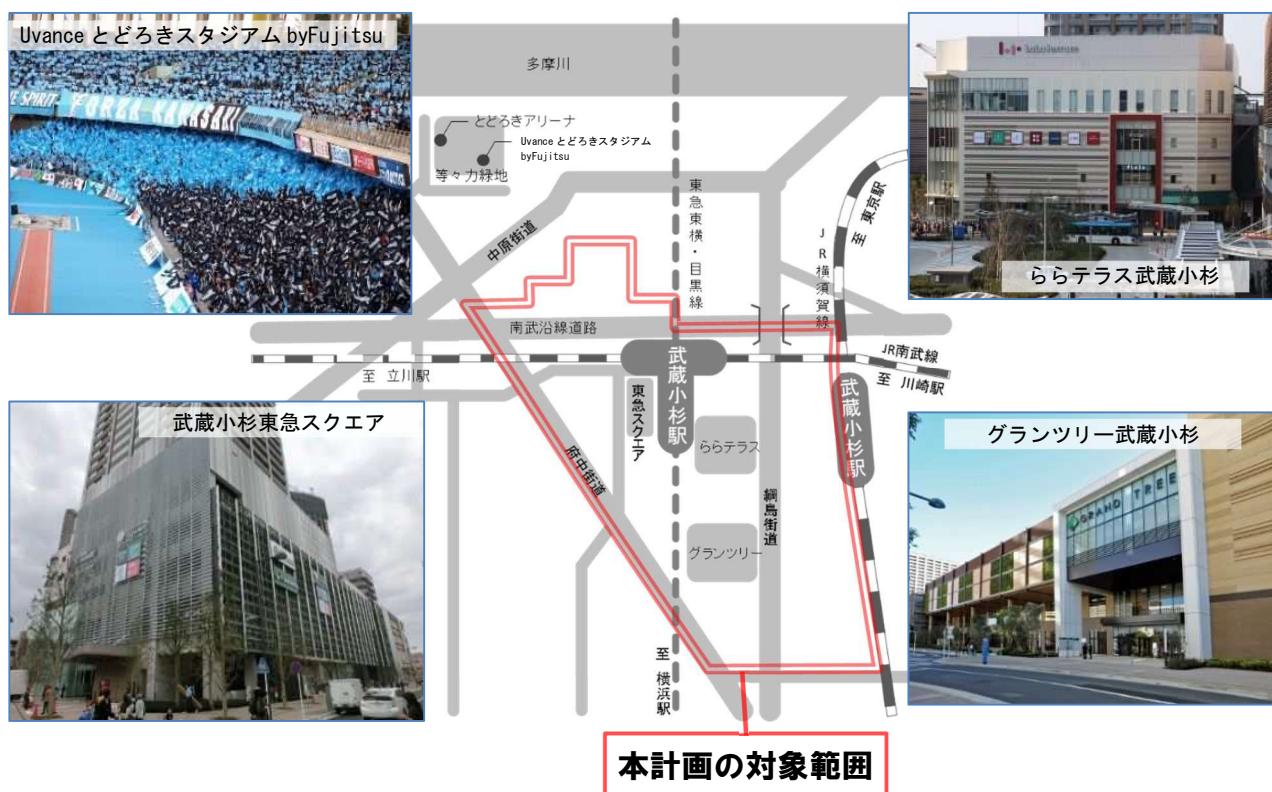 Uvance とどろきスタジアム byFujitsu
FORZA KAWASAKI
多摩川
とどろきアリーナ
Uvance とどろきスタジアム
byFujitsu
等々力緑地
東急東横・目黒線
JR横須賀線
至 東京駅
中原街道
南武沿線道路
ららテラス武蔵小杉
JR南武線
至 立川駅
至 川崎駅
武蔵小杉駅
武蔵小杉駅
東急スクエア
ららテラス
府中街道
綱島街道
グランツリー
武蔵小杉東急スクエア
グランツリー武蔵小杉
GRAND TREE
至 横浜駅
本計画の対象範囲